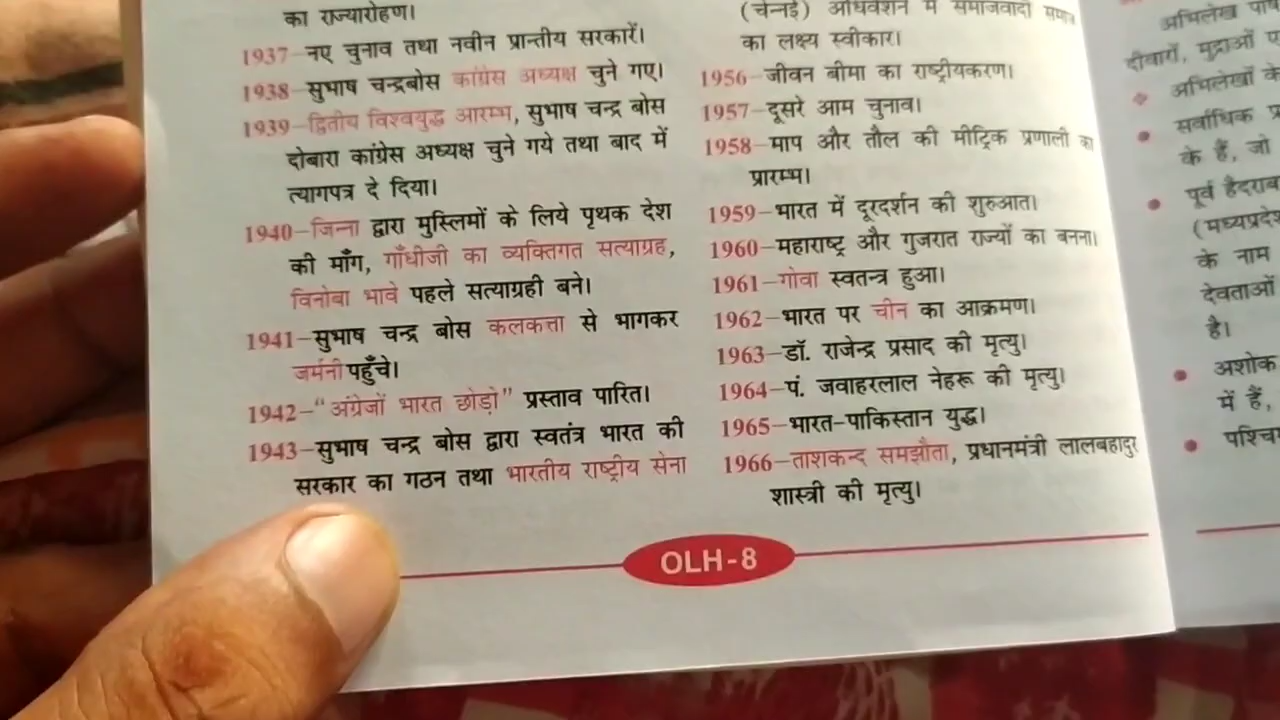 का राज्यारोहण।
1937–नए चुनाव तथा नवीन प्रान्तीय सरकारें।
1938–सुभाष चन्द्रबोस कांग्रेस अध्यक्ष चुने गए।
1939–द्वितीय विश्वयुद्ध आरम्भ, सुभाष चन्द्र बोस
दोबारा कांग्रेस अध्यक्ष चुने गये तथा बाद में
त्यागपत्र दे दिया।
1940–जिन्ना द्वारा मुस्लिमों के लिये पृथक देश
की माँग, गाँधीजी का व्यक्तिगत सत्याग्रह,
विनोबा भावे पहले सत्याग्रही बने।
1941–सुभाष चन्द्र बोस कलकत्ता से भागकर
जर्मनी पहुँचे।
1942–"अंग्रेजों भारत छोड़ो" प्रस्ताव पारित।
1943–सुभाष चन्द्र बोस द्वारा स्वतंत्र भारत की
सरकार का गठन तथा भारतीय राष्ट्रीय सेना
(चेन्नई) अधिवेशन में समाजवादी समाज
का लक्ष्य स्वीकार।
1956–जीवन बीमा का राष्ट्रीयकरण।
1957–दूसरे आम चुनाव।
1958–माप और तौल की मीट्रिक प्रणाली का
प्रारम्भ।
1959–भारत में दूरदर्शन की शुरुआत।
1960–महाराष्ट्र और गुजरात राज्यों का बनना।
1961–गोवा स्वतन्त्र हुआ।
1962–भारत पर चीन का आक्रमण।
1963–डॉ. राजेन्द्र प्रसाद की मृत्यु।
1964–पं. जवाहरलाल नेहरू की मृत्यु।
1965–भारत-पाकिस्तान युद्ध।
1966–ताशकन्द समझौता, प्रधानमंत्री लालबहादुर
शास्त्री की मृत्यु।
OLH-8
अभिलेख
दीवारों, मुद्राओं
अभिलेखों के
सर्वाधिक
के हैं, जो
पूर्व
के नाम
देवताओं
है।
अशोक
में हैं,